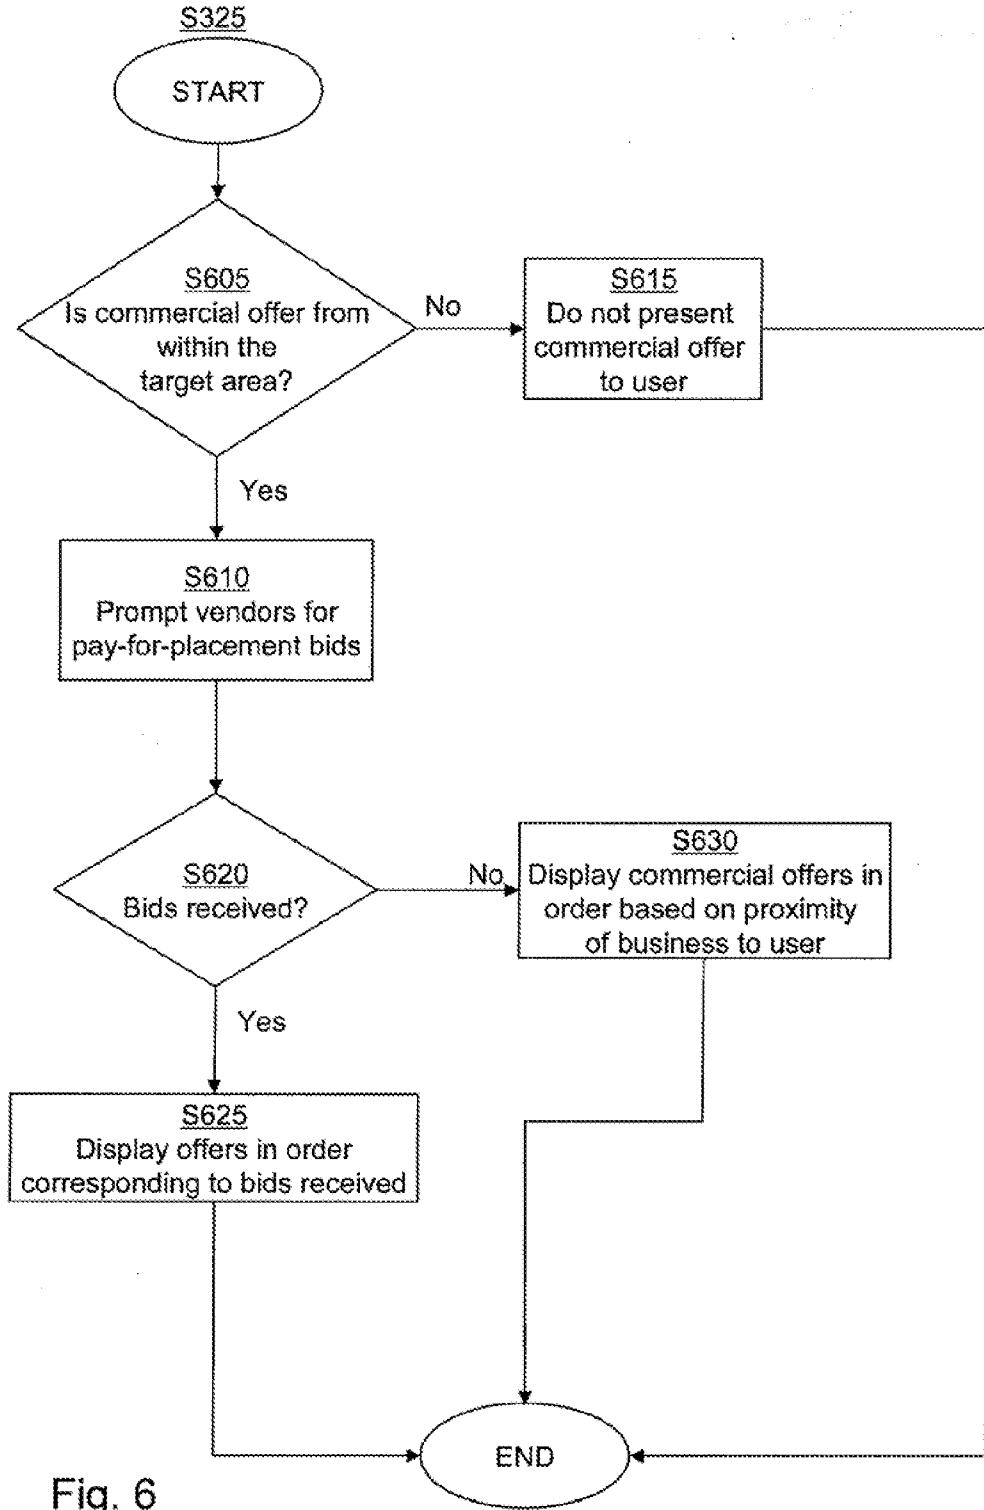 S325
START
S605
Is commercial offer from
within the
target area?
No
S615
Do not present
commercial offer
to user
Yes
S610
Prompt vendors for
pay-for-placement bids
S620
Bids received?
No
S630
Display commercial offers in
order based on proximity
of business to user
Yes
S625
Display offers in order
corresponding to bids received
END
Fig. 6